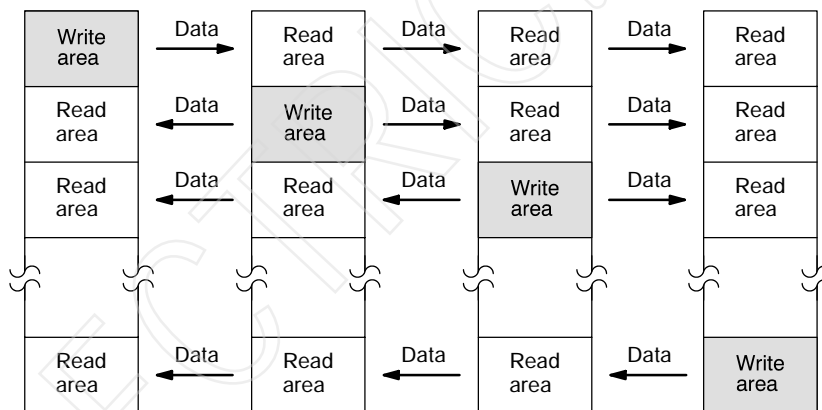 Write area Data Read area Data Read area Data Read area
Read area Data Write area Data Read area Data Read area
Read area Data Read area Data Write area Data Read area
Read area Data Read area Data Read area Data Write area